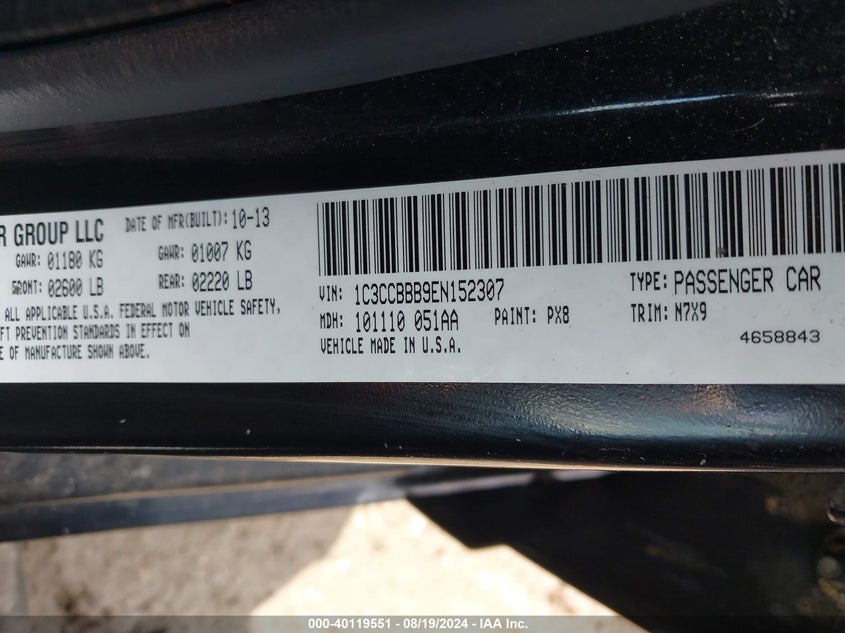 R GROUP LLC DATE OF MFR(BUILT): 10-13
GAWR: 01180 KG GAWR: 01007 KG
FRONT: 02600 LB REAR: 02220 LB
ALL APPLICABLE U.S.A. FEDERAL MOTOR VEHICLE SAFETY,
FT PREVENTION STANDARDS IN EFFECT ON
E OF MANUFACTURE SHOWN ABOVE.
VIN: 1C3CCBBB9EN152307 TYPE: PASSENGER CAR
MDH: 101110 051AA PAINT: PX8 TRIM: N7X9
VEHICLE MADE IN U.S.A. 4658843
000-40119551 - 08/19/2024 - IAA Inc.